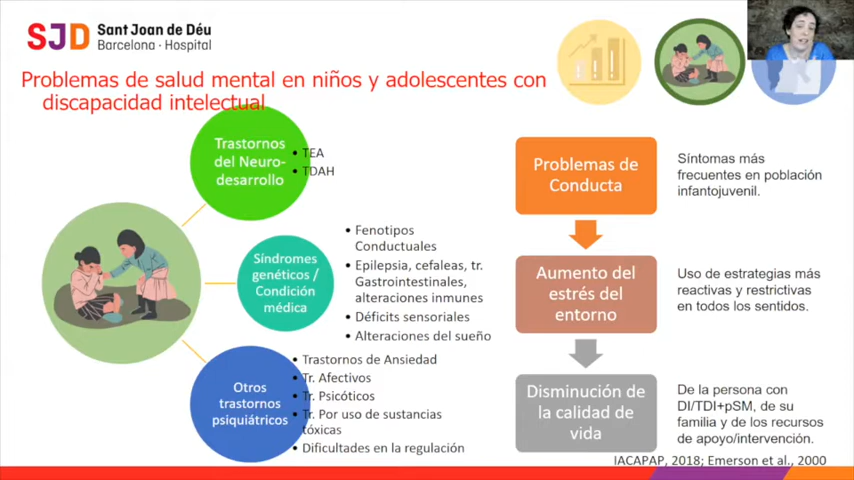 SJD Sant Joan de Déu
Barcelona · Hospital
Problemas de salud mental en niños y adolescentes con
discapacidad intelectual
Trastornos
del Neuro-
desarrollo
• TEA
• TDAH
Síndromes
genéticos /
Condición
médica
• Fenotipos
Conductuales
• Epilepsia, cefaleas, tr.
Gastrointestinales,
alteraciones inmunes
• Déficits sensoriales
• Alteraciones del sueño
Otros
trastornos
psiquiátricos
• Trastornos de Ansiedad
• Tr. Afectivos
• Tr. Psicóticos
• Tr. Por uso de sustancias
tóxicas
• Dificultades en la regulación
Problemas de
Conducta
Síntomas más
frecuentes en población
infantojuvenil.
Aumento del
estrés del
entorno
Uso de estrategias más
reactivas y restrictivas
en todos los sentidos.
Disminución de
la calidad de
vida
De la persona con
DI/TDI+pSM, de su
familia y de los recursos
de apoyo/intervención.
IACAPAP, 2018; Emerson et al., 2000